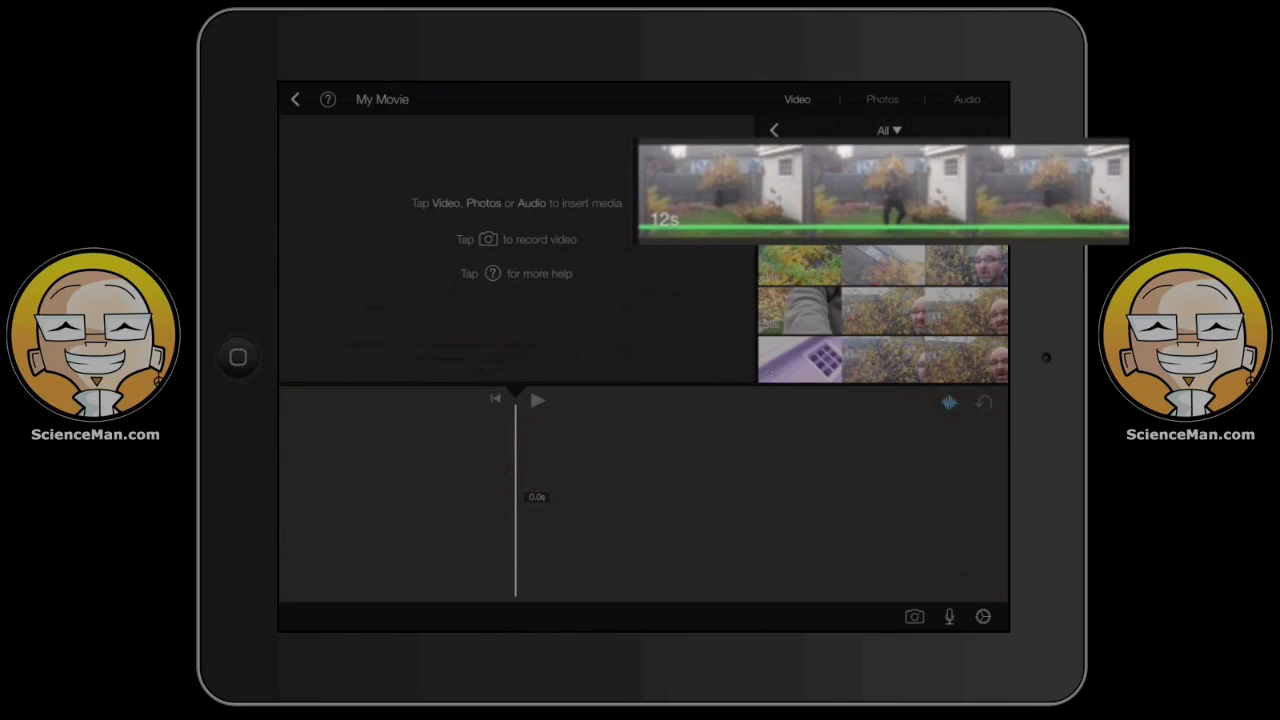 My Movie
Video | Photos | Audio
All ▼
Tap Video, Photos or Audio to insert media
Tap to record video
Tap ? for more help
12s
0.0s
ScienceMan.com
ScienceMan.com